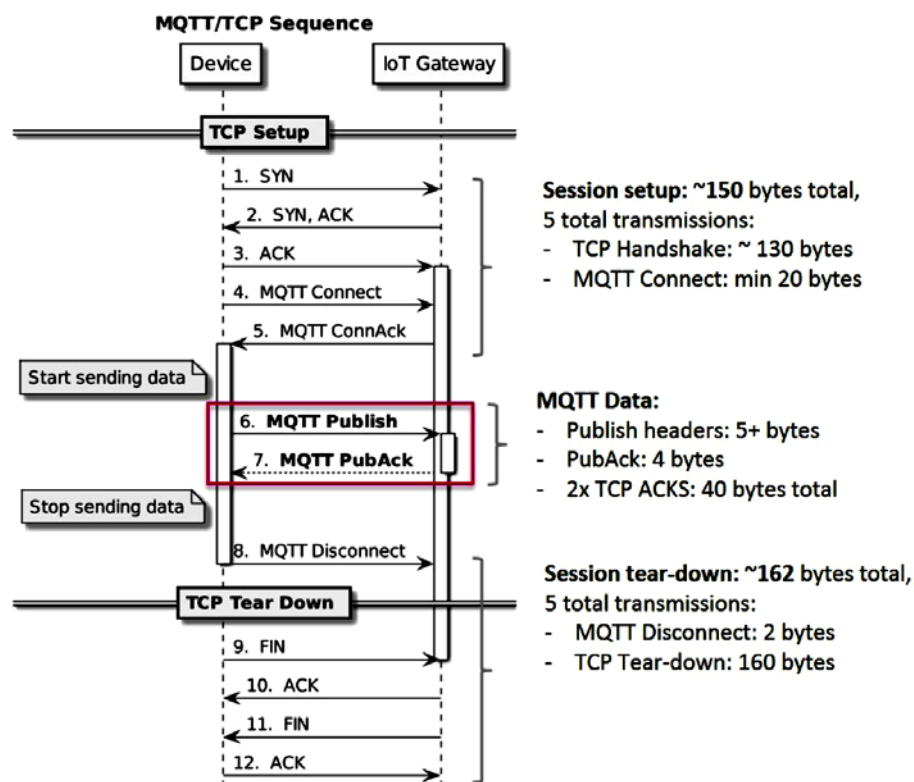 MQTT/TCP Sequence
Device
IoT Gateway
TCP Setup
1. SYN
2. SYN, ACK
3. ACK
4. MQTT Connect
5. MQTT ConnAck
Session setup: ~150 bytes total,
5 total transmissions:
- TCP Handshake: ~ 130 bytes
- MQTT Connect: min 20 bytes
Start sending data
6. MQTT Publish
7. MQTT PubAck
MQTT Data:
- Publish headers: 5+ bytes
- PubAck: 4 bytes
- 2x TCP ACKS: 40 bytes total
Stop sending data
8. MQTT Disconnect
TCP Tear Down
9. FIN
10. ACK
11. FIN
12. ACK
Session tear-down: ~162 bytes total,
5 total transmissions:
- MQTT Disconnect: 2 bytes
- TCP Tear-down: 160 bytes